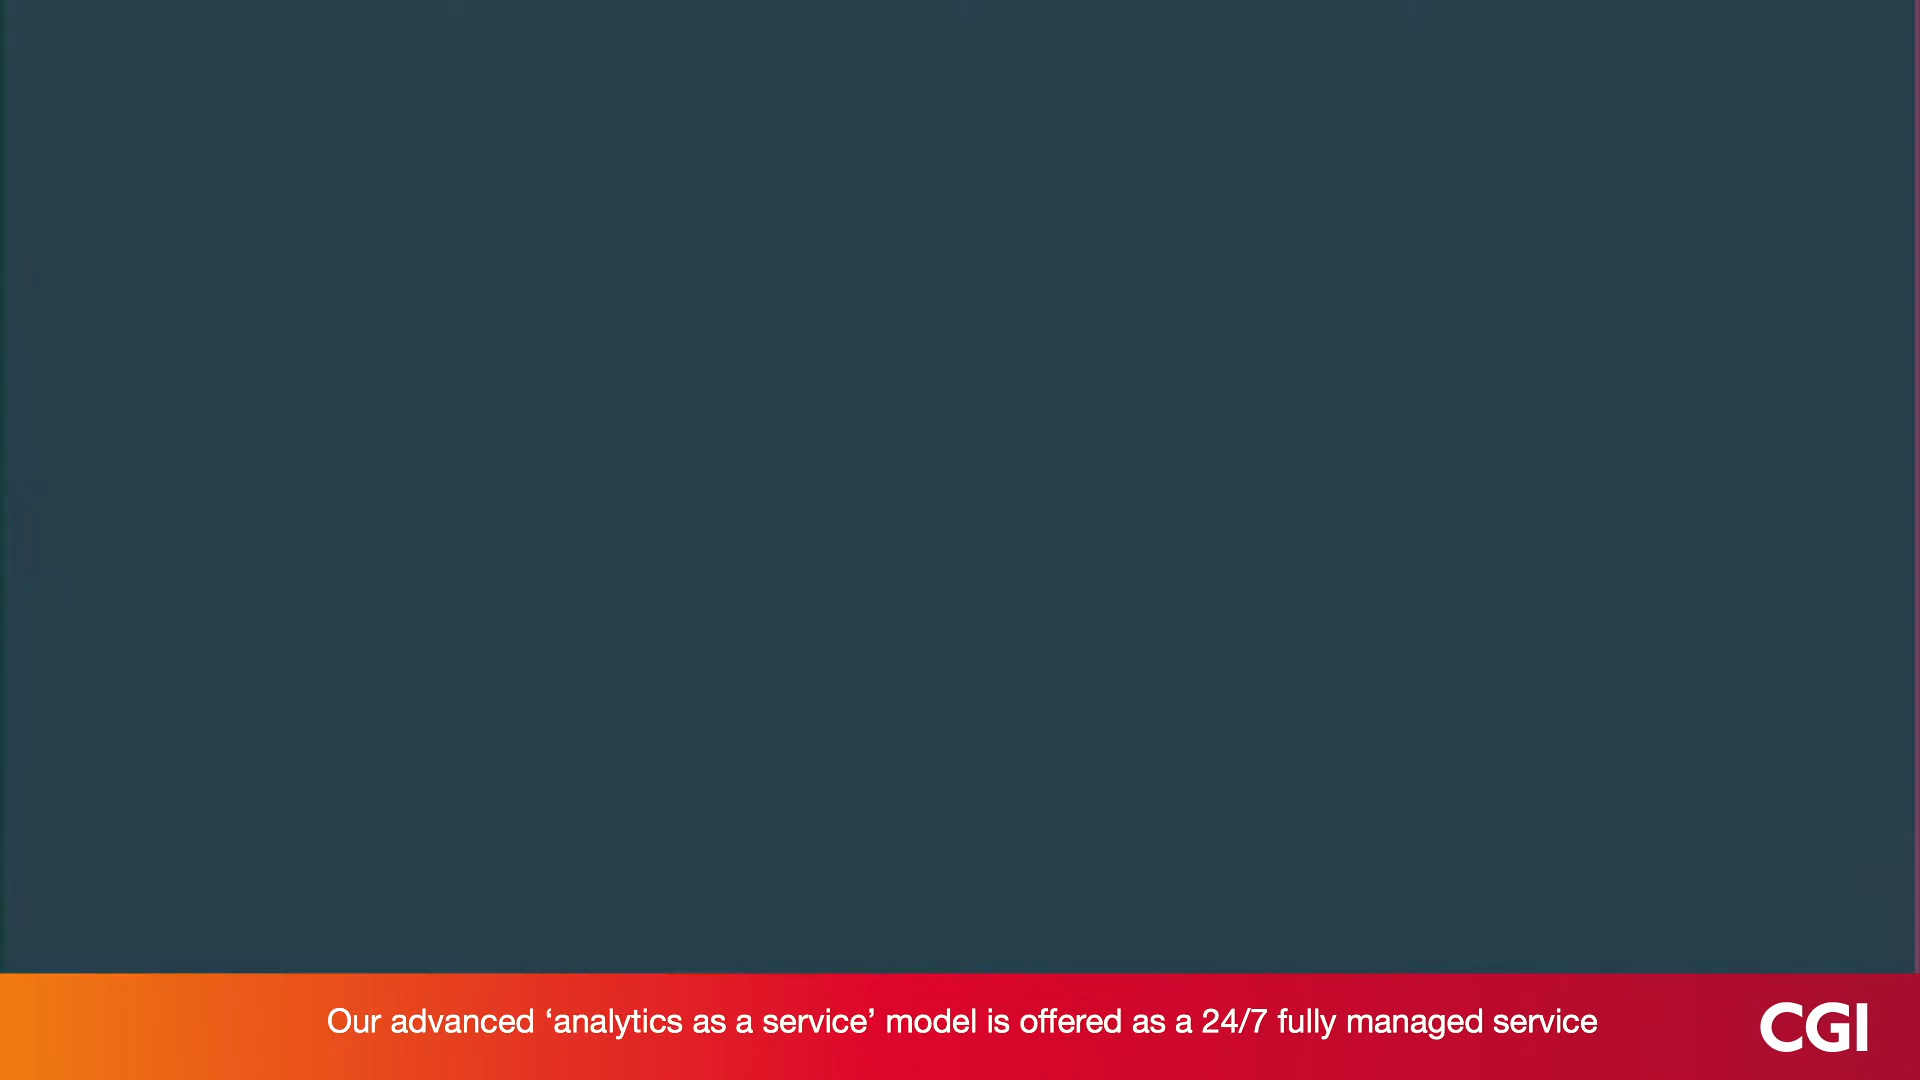 Our advanced ‘analytics as a service’ model is offered as a 24/7 fully managed service
CGI